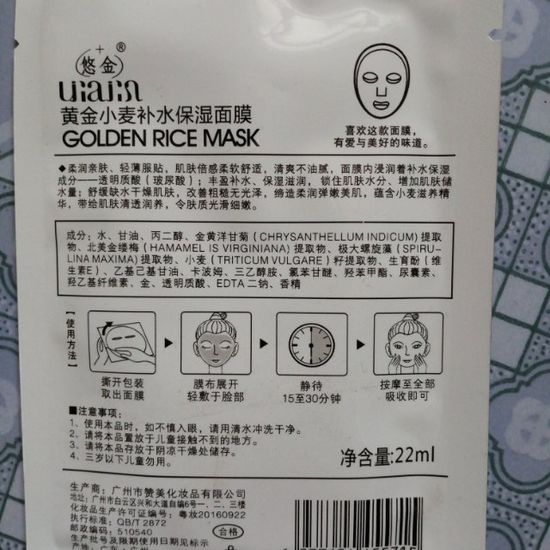 悠金®
黄金小麦补水保湿面膜
GOLDEN RICE MASK
喜欢这款面膜，
有爱与美好的味道。
◆柔润亲肤、轻薄服贴，肌肤倍感柔软舒适，清爽不油腻，面膜内浸润着补水保湿
成分——透明质酸（玻尿酸）；丰盈补水、保湿滋润，锁住肌肤水分、增加肌肤储
水量；舒缓缺水干燥肌肤，改善粗糙无光泽，缔造柔润弹嫩美肌，蕴含小麦滋养精
华，带给肌肤清透润养，令肤质光滑细嫩。
成分：水、甘油、丙二醇、金黄洋甘菊（CHRYSANTHELLUM INDICUM）提取
物、北美金缕梅（HAMAMEL IS VIRGINIANA）提取物、极大螺旋藻（SPIRU-
LINA MAXIMA）提取物、小麦（TRITICUM VULGARE）籽提取物、生育酚（维
生素E）、乙基己基甘油、卡波姆、三乙醇胺、氯苯甘醚、羟苯甲酯、尿囊素、
羟乙基纤维素、金、透明质酸、EDTA二钠、香精
【使用方法】
撕开包装
取出面膜
膜布展开
轻敷于脸部
静待
15至30分钟
按摩至全部
吸收即可
■注意事项：
1、使用本品时，如不慎入眼，请用清水冲洗干净。
2、请将本品置放于儿童接触不到的地方。
3、请将本品存放于阴凉干燥处储存。
4、三岁以下儿童勿用。
净含量:22ml
生产商：广州市赞美化妆品有限公司
地址：广州市白云区兴和大道自编6号一、二、三楼
化妆品生产许可证编号：粤妆20160922
执行标准：QB/T 2872
邮政编码：510540
合格
生产批号及限期使用日期见标示